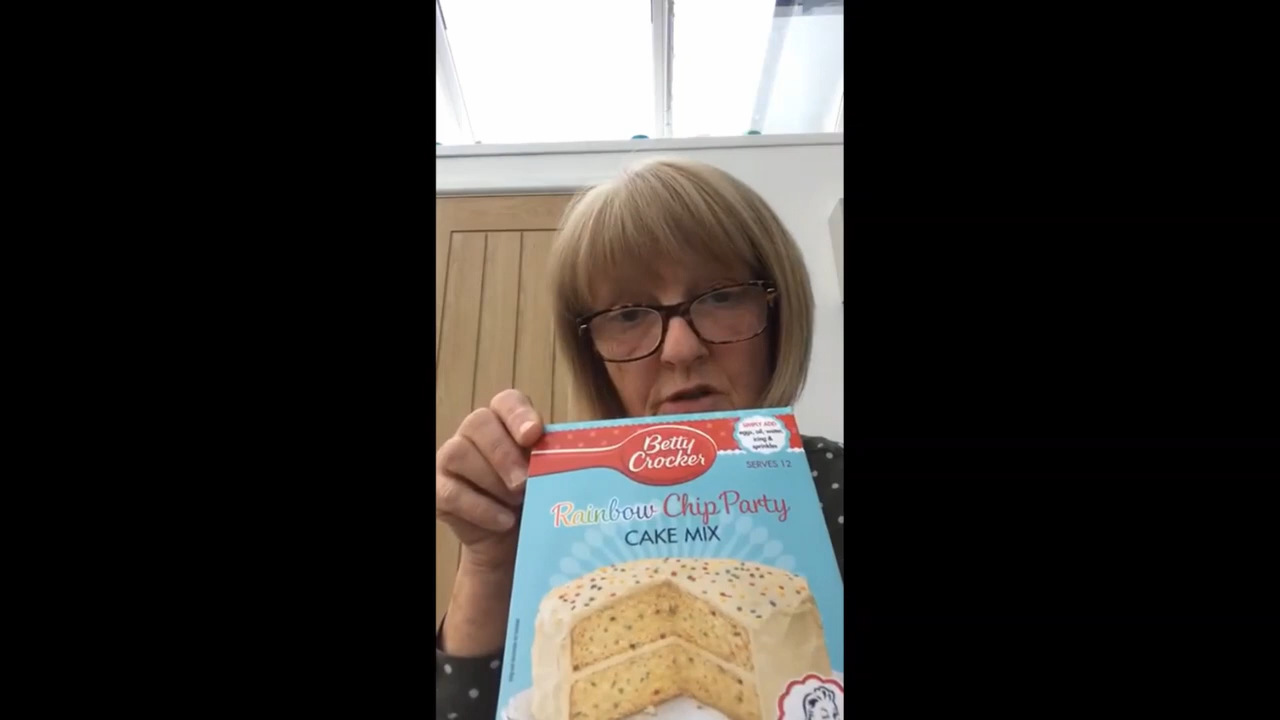 Betty
Crocker
SIMPLY ADD:
eggs, oil, water,
icing &
sprinkles
SERVES 12
Rainbow Chip Party
CAKE MIX